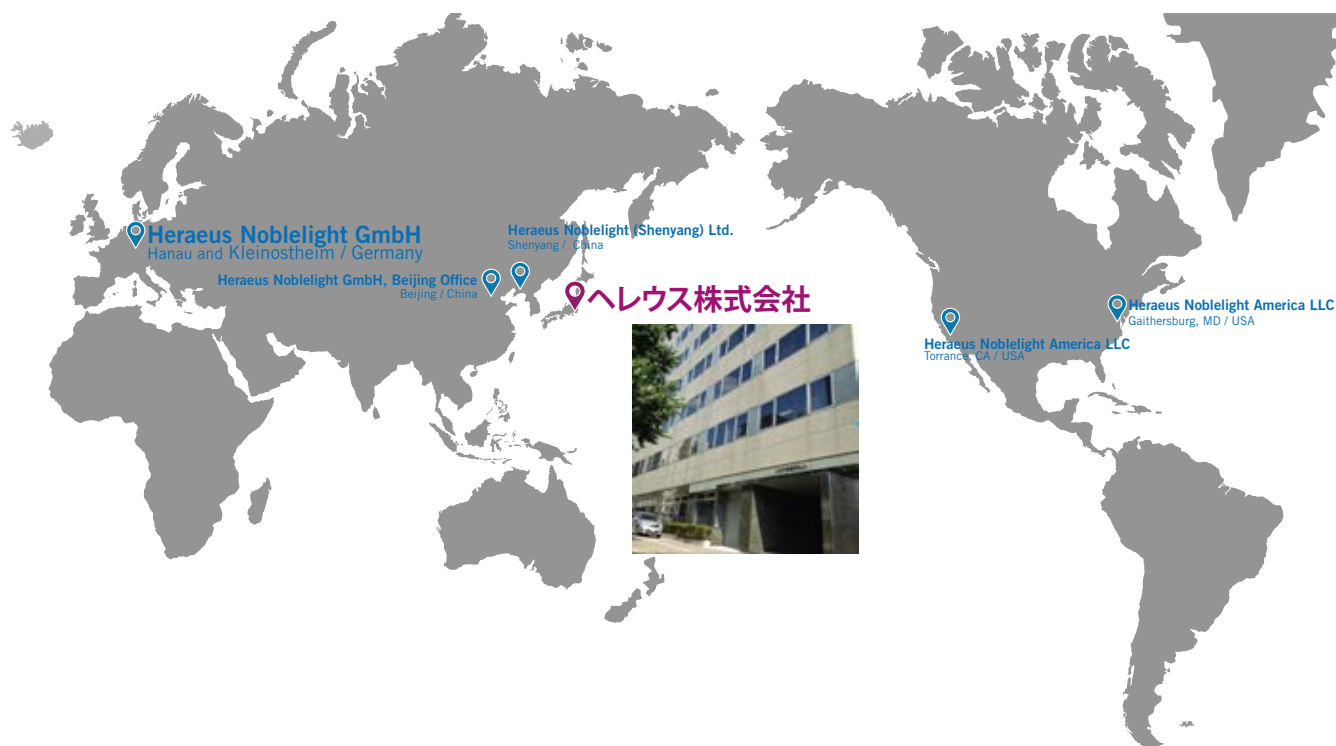 Heraeus Noblelight GmbH
Hanau and Kleinostheim / Germany
Heraeus Noblelight (Shenyang) Ltd.
Shenyang / China
Heraeus Noblelight GmbH, Beijing Office
Beijing / China
ヘレウス株式会社
Heraeus Noblelight America LLC
Gaithersburg, MD / USA
Heraeus Noblelight America LLC
Torrance, CA / USA